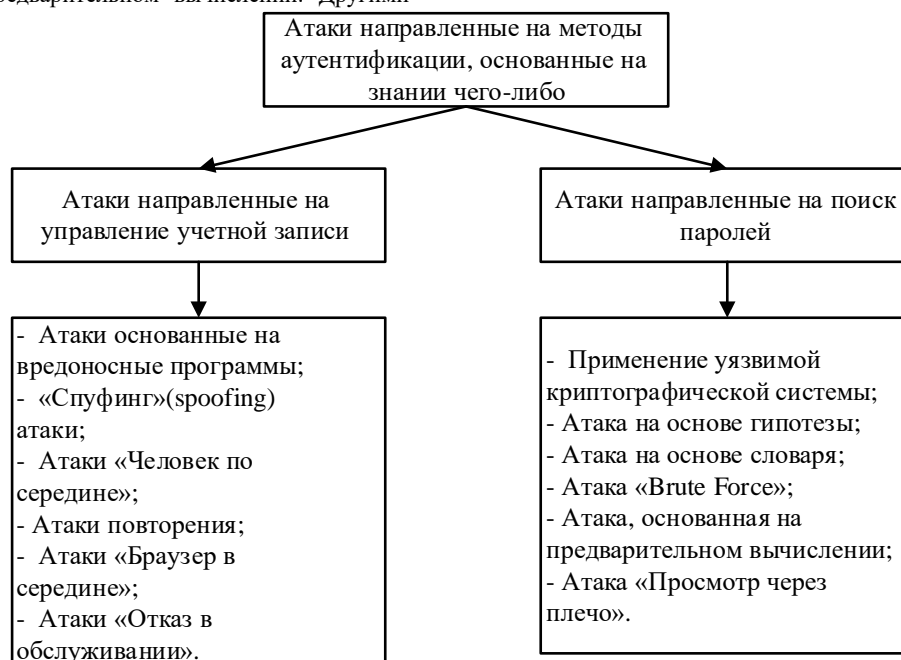 вычислении. Другими
Атаки направленные на методы
аутентификации, основанные на
знании чего-либо
Атаки направленные на
управление учетной записи
Атаки направленные на поиск
паролей
- Атаки основанные на
вредоносные программы;
- «Спуфинг»(spoofing)
атаки;
- Атаки «Человек по
середине»;
- Атаки повторения;
- Атаки «Браузер в
середине»;
- Атаки «Отказ в
обслуживании».
- Применение уязвимой
криптографической системы;
- Атака на основе гипотезы;
- Атака на основе словаря;
- Атака «Brute Force»;
- Атака, основанная на
предварительном вычислении;
- Атака «Просмотр через
плечо».